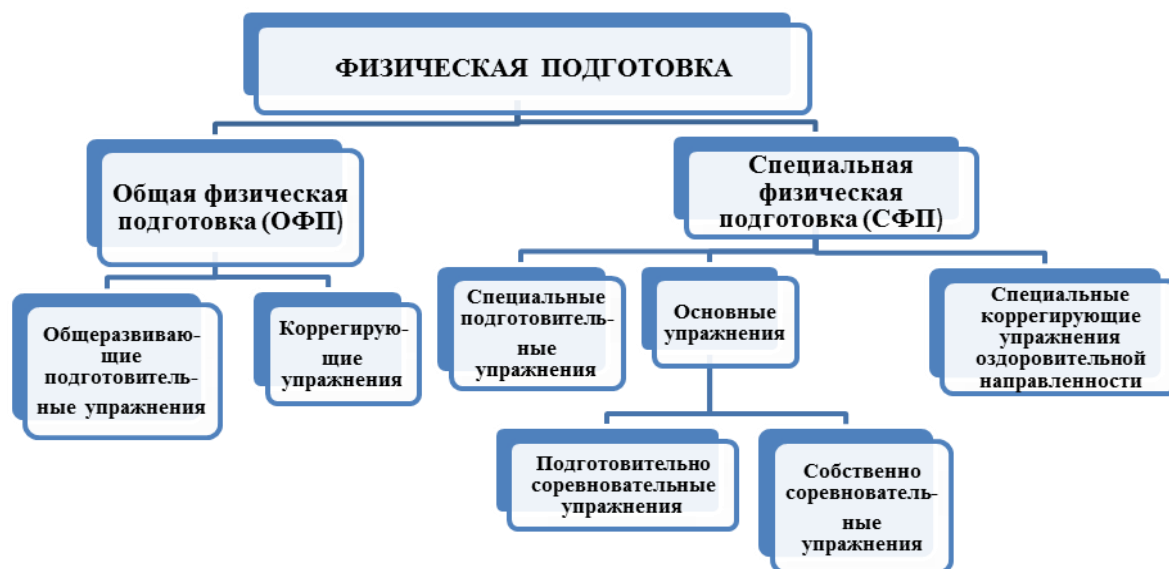 ФИЗИЧЕСКАЯ ПОДГОТОВКА
Общая физическая
подготовка (ОФП)
Специальная
физическая
подготовка (СФП)
Общеразвиваю-
щие
подготовитель-
ные упражнения
Коррегирую-
щие
упражнения
Специальные
подготовитель-
ные
упражнения
Основные
упражнения
Специальные
коррегирующие
упражнения
оздоровительной
направленности
Подготовительно
соревновательные
упражнения
Собственно
соревнователь-
ные
упражнения